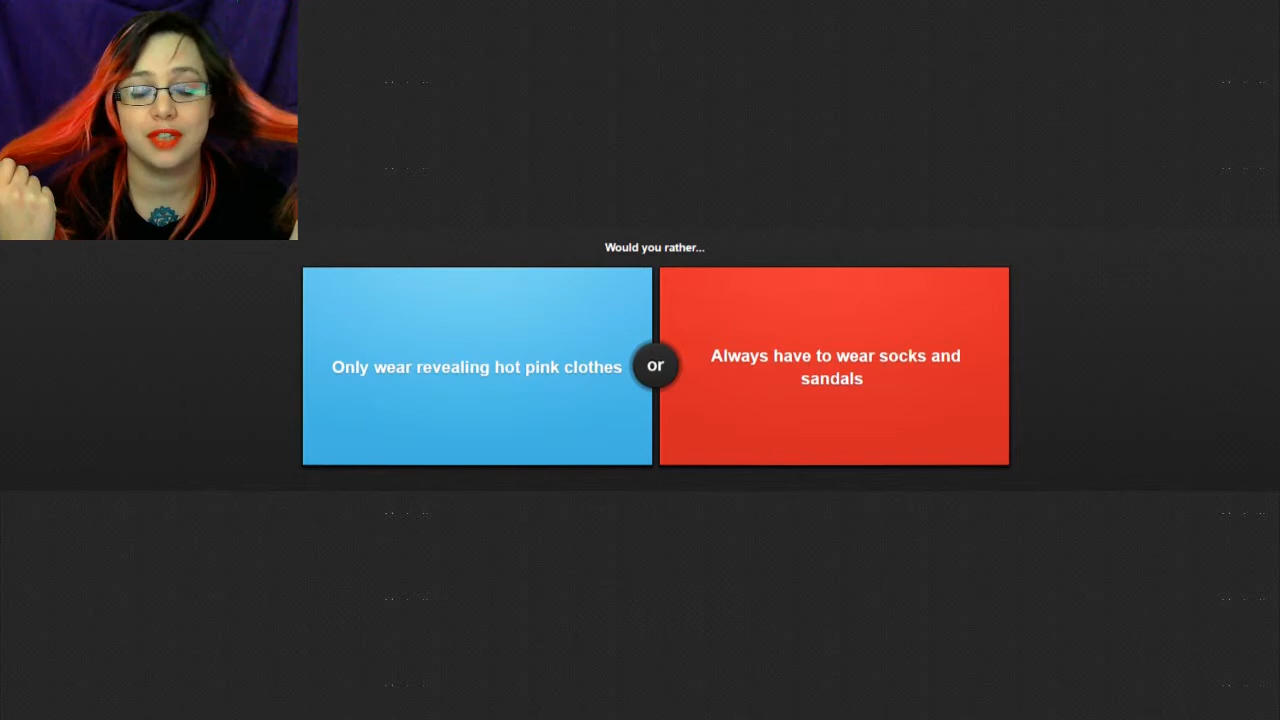 Would you rather...
Only wear revealing hot pink clothes
or
Always have to wear socks and
sandals